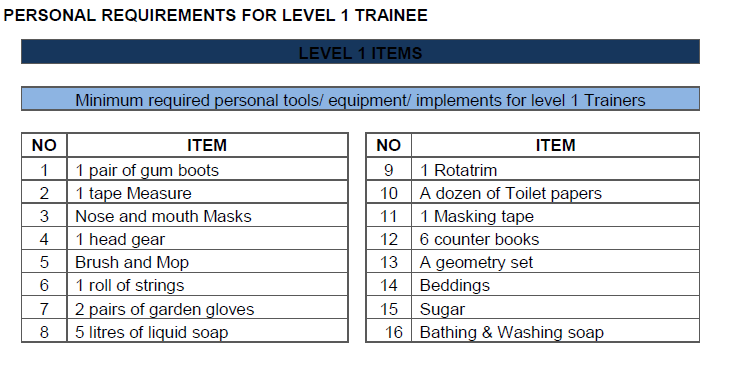 PERSONAL REQUIREMENTS FOR LEVEL 1 TRAINEE
LEVEL 1 ITEMS
Minimum required personal tools/ equipment/ implements for level 1 Trainers
NO ITEM
1 1 pair of gum boots
2 1 tape Measure
3 Nose and mouth Masks
4 1 head gear
5 Brush and Mop
6 1 roll of strings
7 2 pairs of garden gloves
8 5 litres of liquid soap
NO ITEM
9 1 Rotatrim
10 A dozen of Toilet papers
11 1 Masking tape
12 6 counter books
13 A geometry set
14 Beddings
15 Sugar
16 Bathing & Washing soap